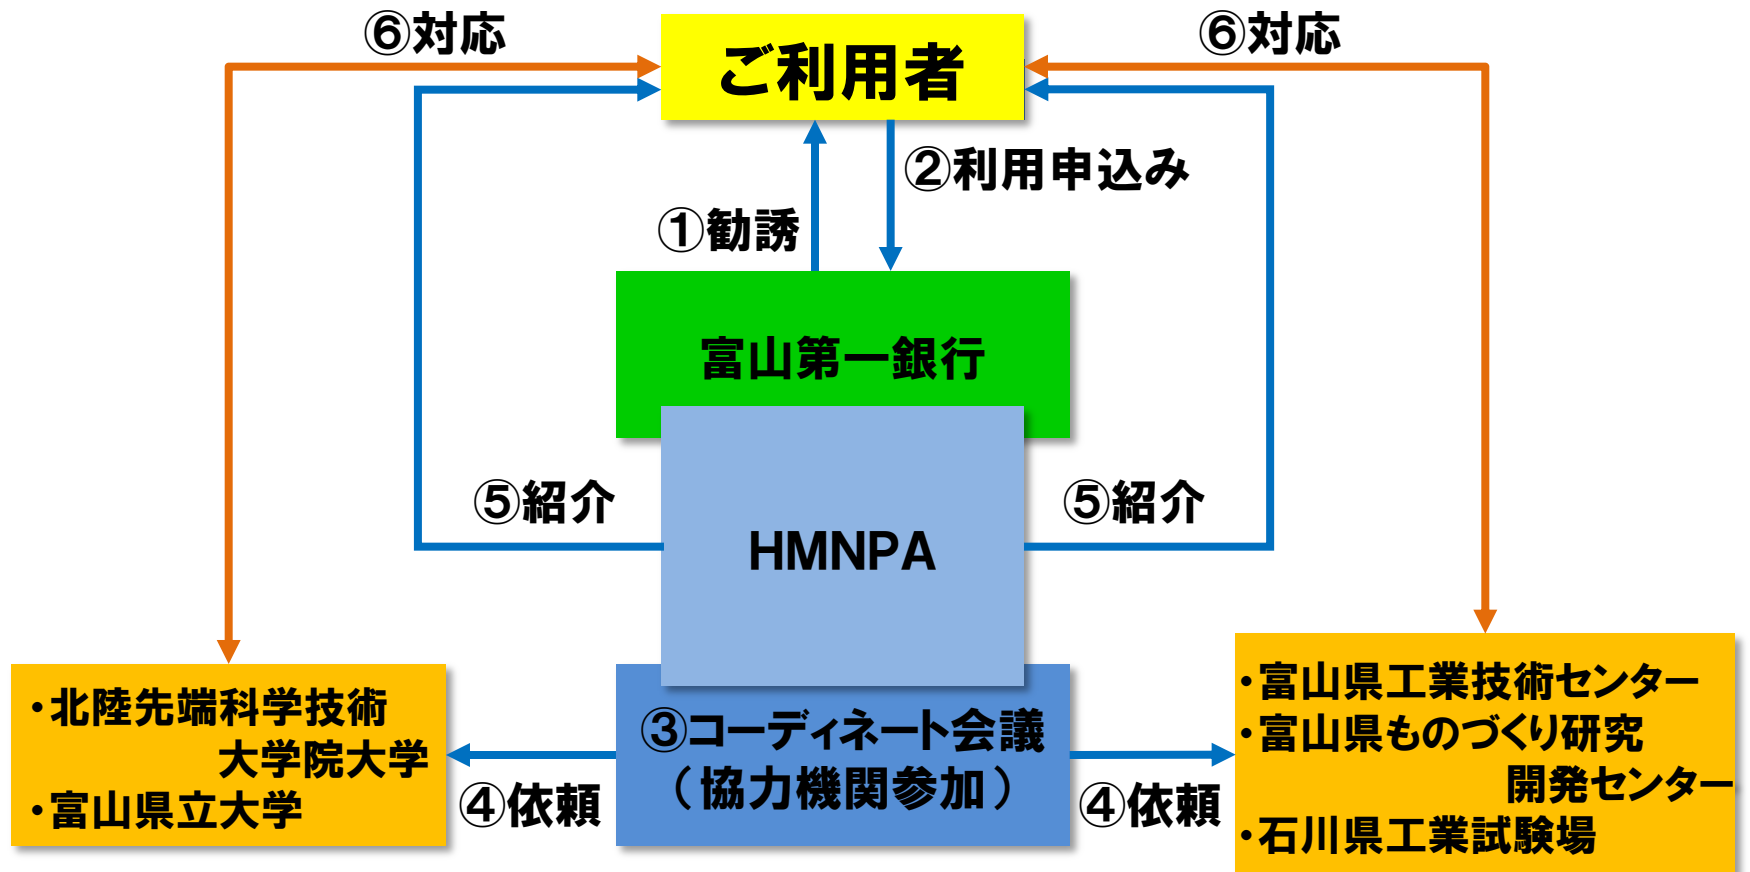 ⑥対応
ご利用者
⑥対応
②利用申込み
①勧誘
富山第一銀行
⑤紹介
HMNPA
⑤紹介
・北陸先端科学技術
大学院大学
・富山県立大学
③コーディネート会議
（協力機関参加）
④依頼
④依頼
・富山県工業技術センター
・富山県ものづくり研究
開発センター
・石川県工業試験場